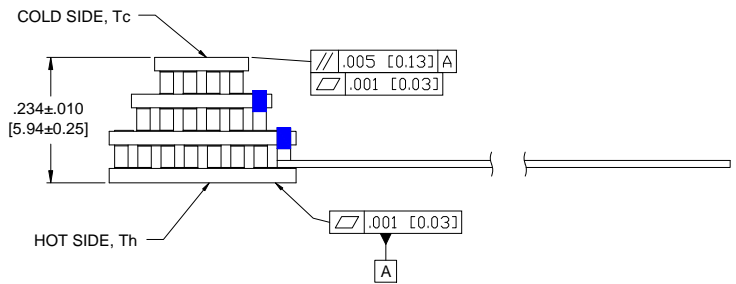 COLD SIDE, Tc
// .005 [0.13] A
.001 [0.03]
.234±.010
[5.94±0.25]
.001 [0.03]
HOT SIDE, Th
A